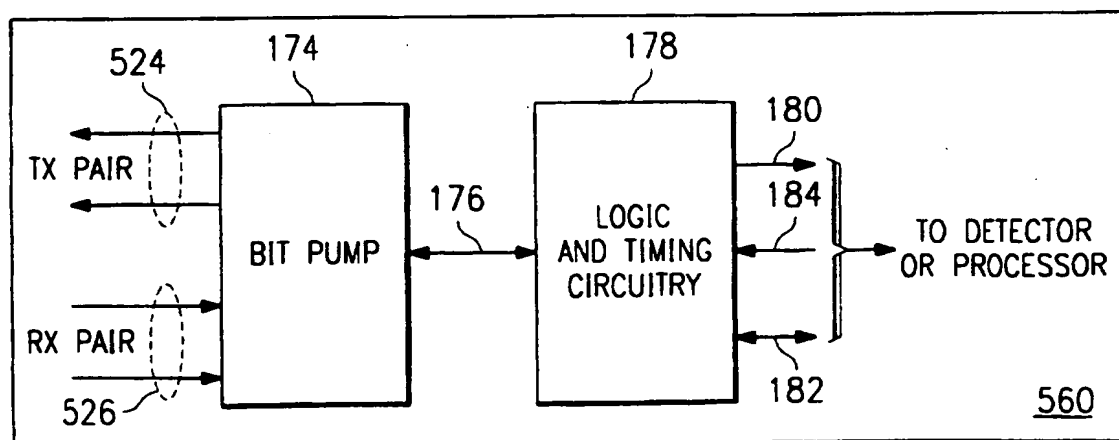 174
178
524
180
TX PAIR
176
184
BIT PUMP
LOGIC
AND TIMING
CIRCUITRY
TO DETECTOR
OR PROCESSOR
RX PAIR
182
526
560